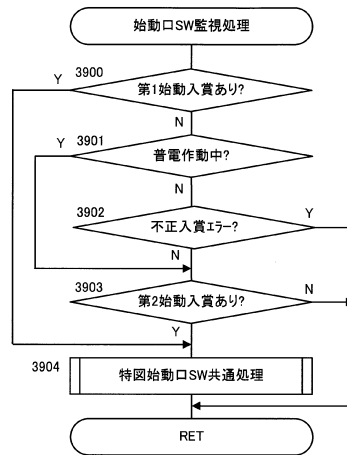 始動口SW監視処理
Y 3900
第1始動入賞あり?
Y 3901 N
普電作動中?
N
3902 Y
不正入賞エラー?
N
3903 N
第2始動入賞あり?
Y
3904
特図始動口SW共通処理
RET